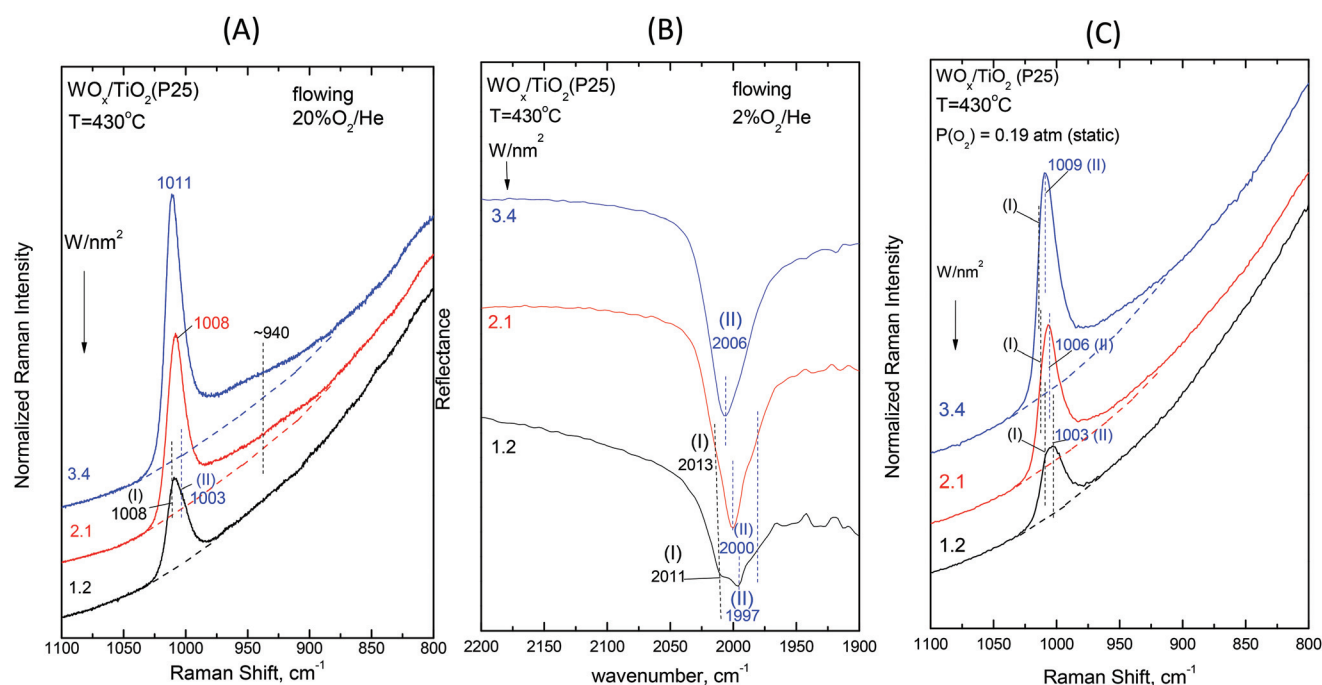 (A)
WOₓ/TiO₂(P25)
T=430°C
flowing
20%O₂/He
1011
W/nm²
1008
~940
3.4
(I)
1008
(II)
1003
2.1
1.2
Normalized Raman Intensity
1100 1050 1000 950 900 850 800
Raman Shift, cm⁻¹
(B)
WOₓ/TiO₂(P25)
T=430°C
flowing
2%O₂/He
W/nm²
3.4
(II)
2006
2.1
(I)
2013
1.2
(II)
2000
(I)
2011
(II)
1997
Reflectance
2200 2150 2100 2050 2000 1950 1900
wavenumber, cm⁻¹
(C)
WOₓ/TiO₂ (P25)
T=430°C
P(O₂) = 0.19 atm (static)
1009 (II)
(I)
W/nm²
(I)
1006 (II)
3.4
(I)
1003 (II)
2.1
1.2
Normalized Raman Intensity
1100 1050 1000 950 900 850 800
Raman Shift, cm⁻¹